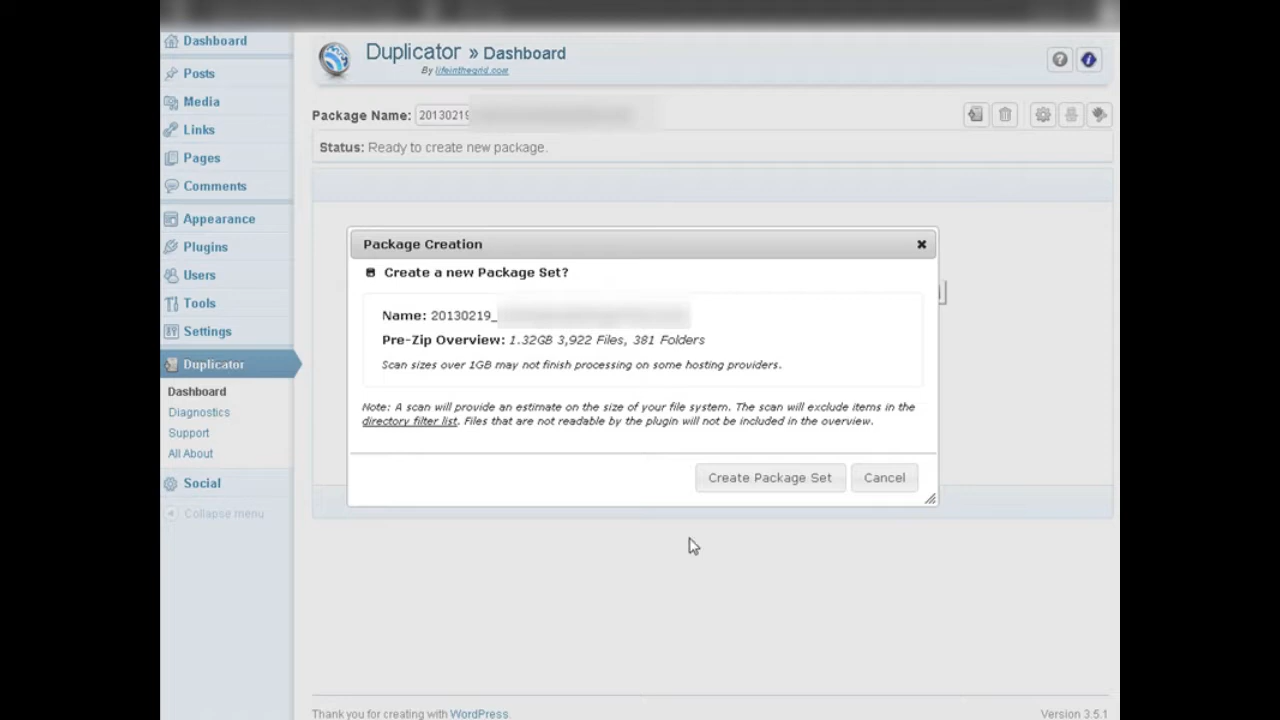 Dashboard
Posts
Media
Links
Pages
Comments
Appearance
Plugins
Users
Tools
Settings
Duplicator
Dashboard
Diagnostics
Support
All About
Social
Collapse menu
Duplicator » Dashboard
By lifeinthegrid.com
Package Name: 20130219
Status: Ready to create new package.
Package Creation
Create a new Package Set?
Name: 20130219_
Pre-Zip Overview: 1.32GB 3,922 Files, 381 Folders
Scan sizes over 1GB may not finish processing on some hosting providers.
Note: A scan will provide an estimate on the size of your file system. The scan will exclude items in the
directory filter list. Files that are not readable by the plugin will not be included in the overview.
Create Package Set Cancel
Thank you for creating with WordPress. Version 3.5.1